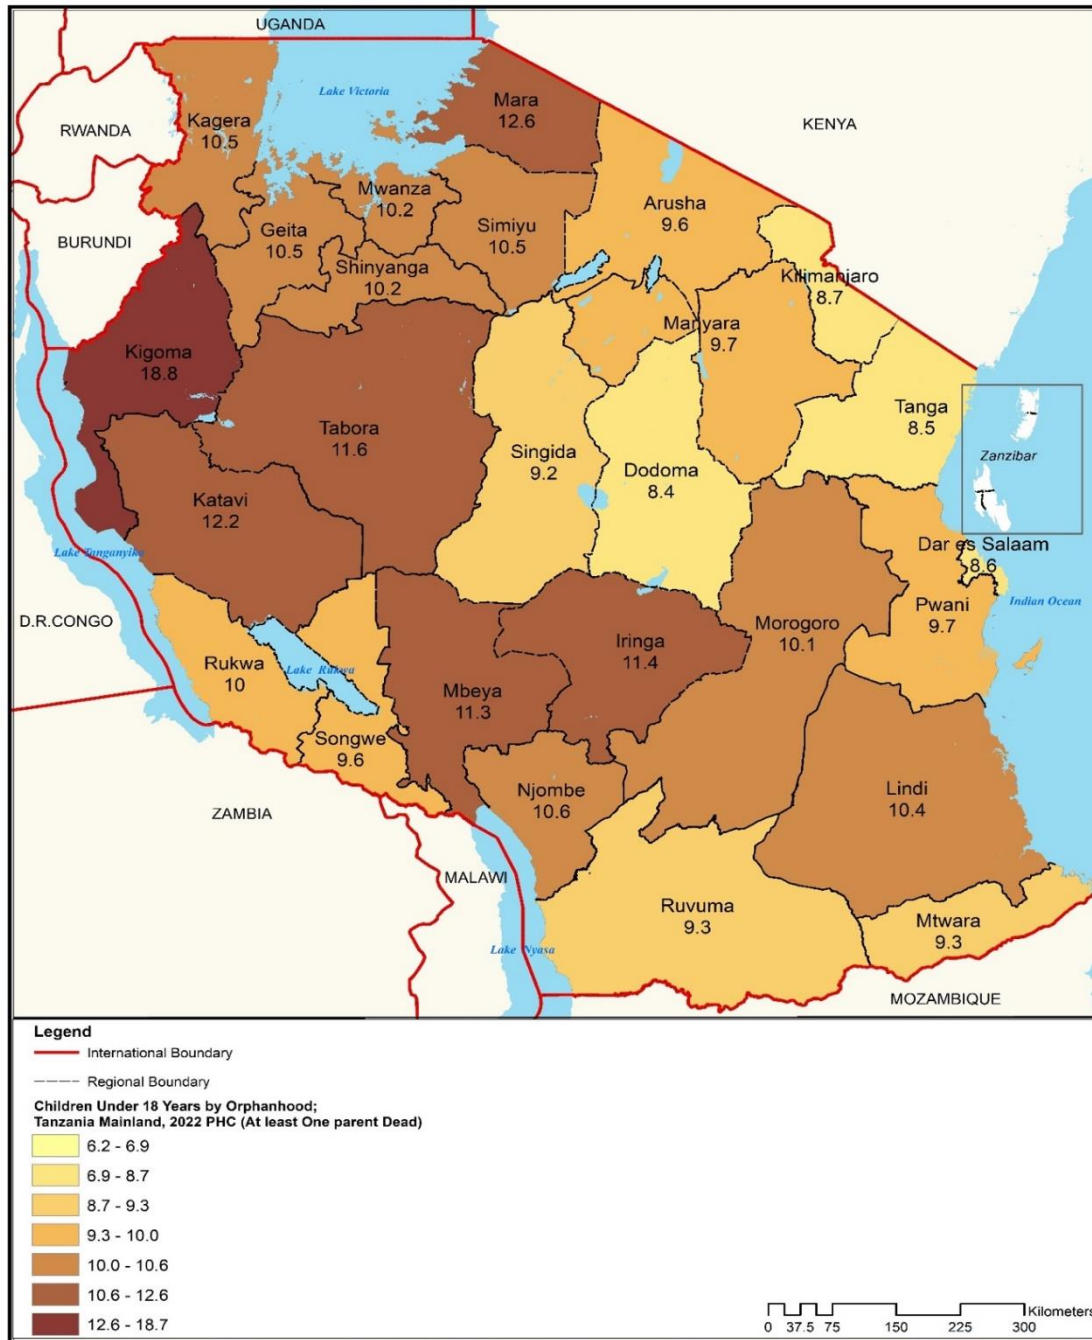 UGANDA
Lake Victoria
Mara
12.6
KENYA
RWANDA
Kagera
10.5
Mwanza
10.2
Arusha
9.6
BURUNDI
Geita
10.5
Simiyu
10.5
Shinyanga
10.2
Kilimanjaro
8.7
Manyara
9.7
Kigoma
18.8
Tabora
11.6
Singida
9.2
Dodoma
8.4
Tanga
8.5
Zanzibar
Katavi
12.2
Lake Tanganyika
Dar es Salaam
8.6
Indian Ocean
D.R.CONGO
Rukwa
10
Lake Rukwa
Iringa
11.4
Morogoro
10.1
Pwani
9.7
Mbeya
11.3
Songwe
9.6
Njombe
10.6
Lindi
10.4
ZAMBIA
MALAWI
Ruvuma
9.3
Mtwara
9.3
Lake Nyasa
MOZAMBIQUE
Legend
International Boundary
Regional Boundary
Children Under 18 Years by Orphanhood;
Tanzania Mainland, 2022 PHC (At least One parent Dead)
6.2 - 6.9
6.9 - 8.7
8.7 - 9.3
9.3 - 10.0
10.0 - 10.6
10.6 - 12.6
12.6 - 18.7
Kilometers
0 37.5 75 150 225 300